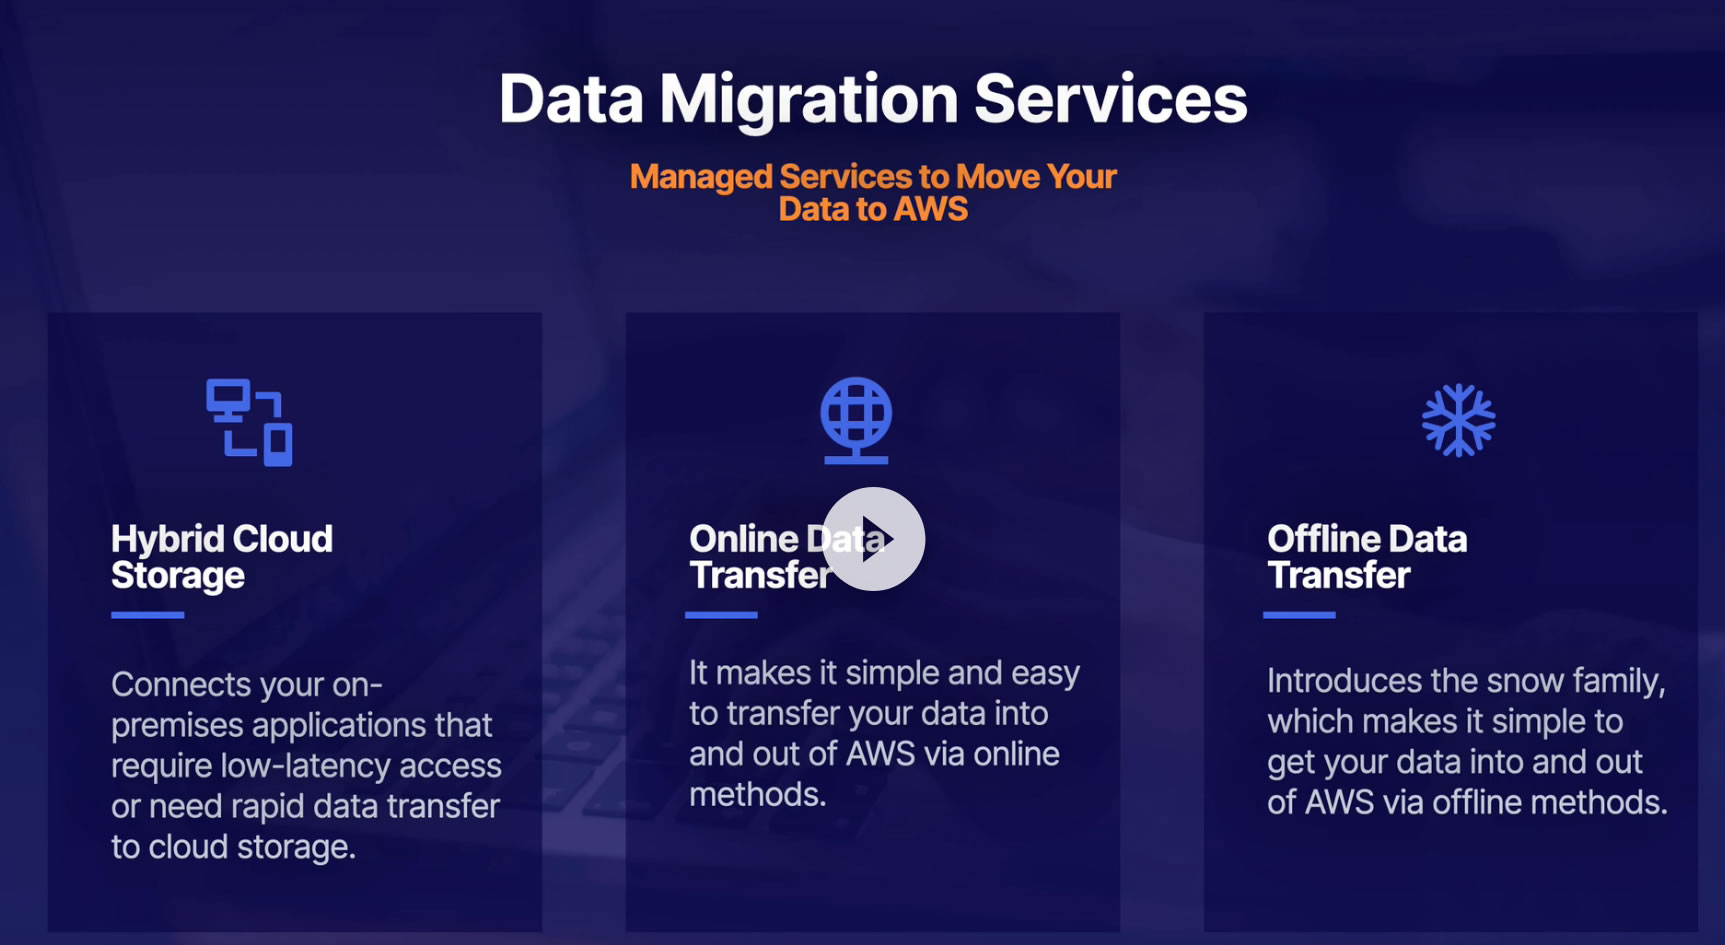 Data Migration Services
Managed Services to Move Your
Data to AWS
Hybrid Cloud
Storage
Connects your on-
premises applications that
require low-latency access
or need rapid data transfer
to cloud storage.
Online Data
Transfer
It makes it simple and easy
to transfer your data into
and out of AWS via online
methods.
Offline Data
Transfer
Introduces the snow family,
which makes it simple to
get your data into and out
of AWS via offline methods.